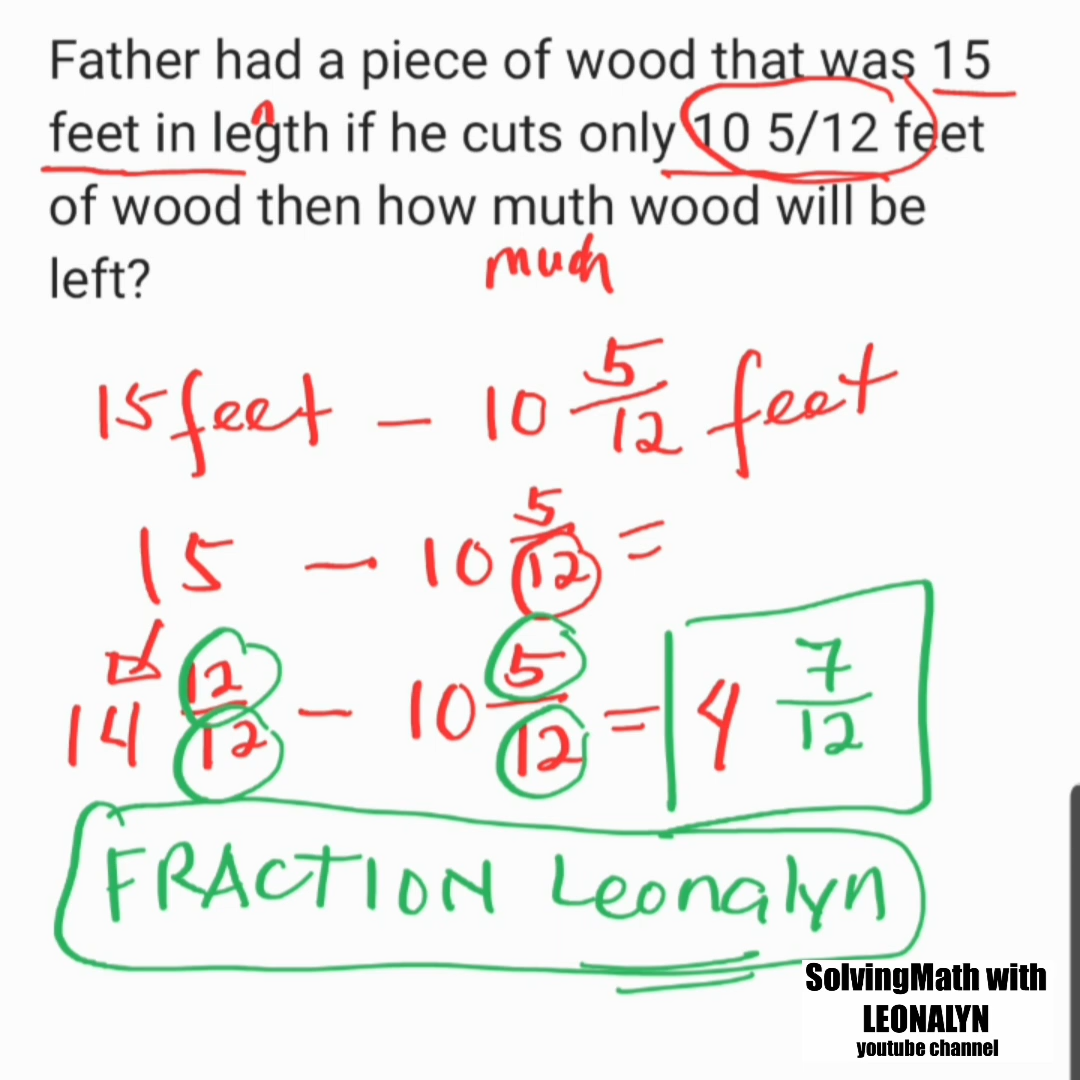 Father had a piece of wood that was 15
feet in legth if he cuts only 10 5/12 feet
n
of wood then how muth wood will be
much
left?
15 feet - 10 5/12 feet
15 - 10 5/12 =
14 12/12 - 10 5/12 = 4 7/12
FRACTION Leonalyn
SolvingMath with
LEONALYN
youtube channel